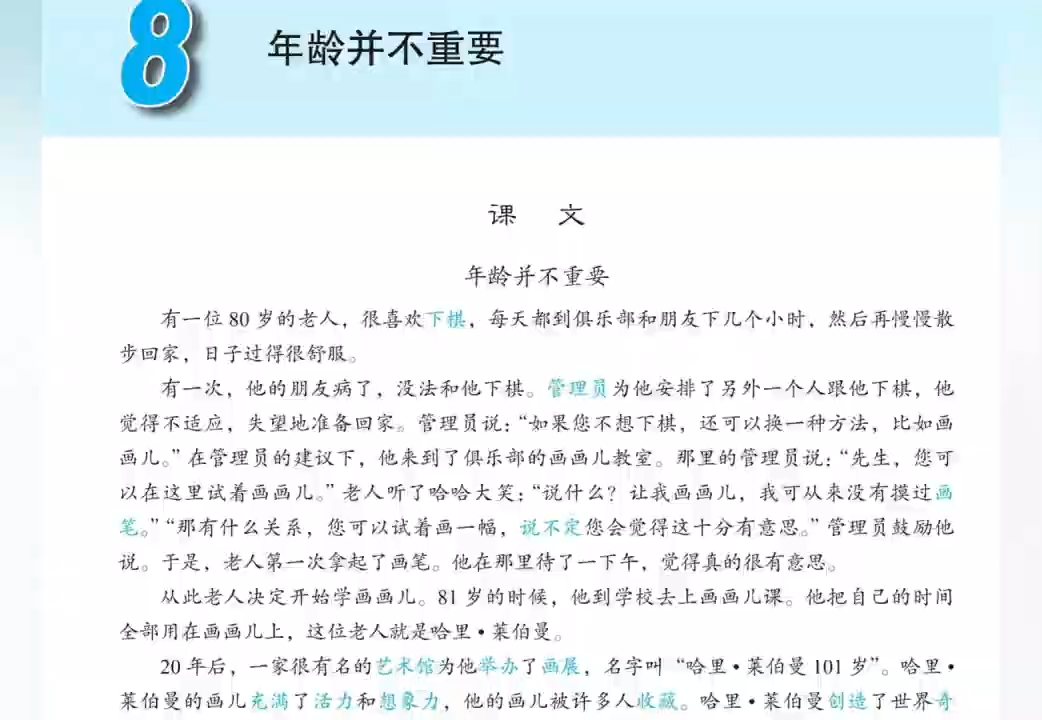 8
年龄并不重要
课 文
年龄并不重要
有一位 80 岁的老人，很喜欢下棋，每天都到俱乐部和朋友下几个小时，然后再慢慢散
步回家，日子过得很舒服。
有一次，他的朋友病了，没法和他下棋。管理员为他安排了另外一个人跟他下棋，他
觉得不适应，失望地准备回家。管理员说：“如果您不想下棋，还可以换一种方法，比如画
画儿。”在管理员的建议下，他来到了俱乐部的画画儿教室。那里的管理员说：“先生，您可
以在这里试着画画儿。”老人听了哈哈大笑：“说什么？让我画画儿，我可从来没有摸过画
笔。”“那有什么关系，您可以试着画一幅，说不定您会觉得这十分有意思。”管理员鼓励他
说。于是，老人第一次拿起了画笔。他在那里待了一下午，觉得真的很有意思。
从此老人决定开始学画画儿。81 岁的时候，他到学校去上画画儿课。他把自己的时间
全部用在画画儿上，这位老人就是哈里·莱伯曼。
20 年后，一家很有名的艺术馆为他举办了画展，名字叫“哈里·莱伯曼 101 岁”。哈里·
莱伯曼的画儿充满了活力和想象力，他的画儿被许多人收藏。哈里·莱伯曼创造了世界奇